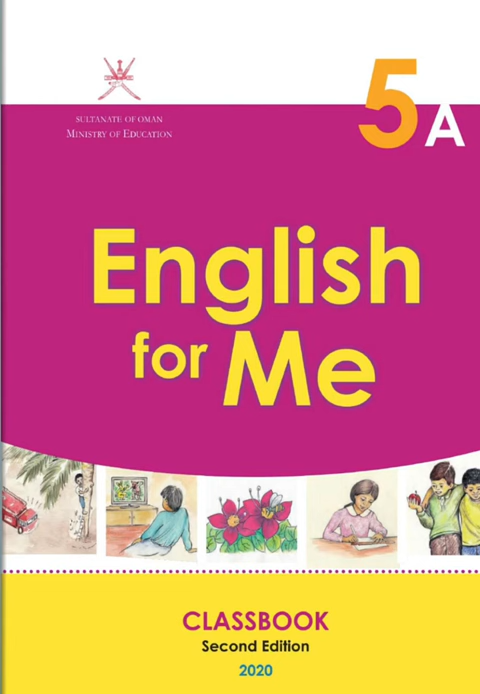 5A
SULTANATE OF OMAN
MINISTRY OF EDUCATION
English
for Me
CLASSBOOK
Second Edition
2020